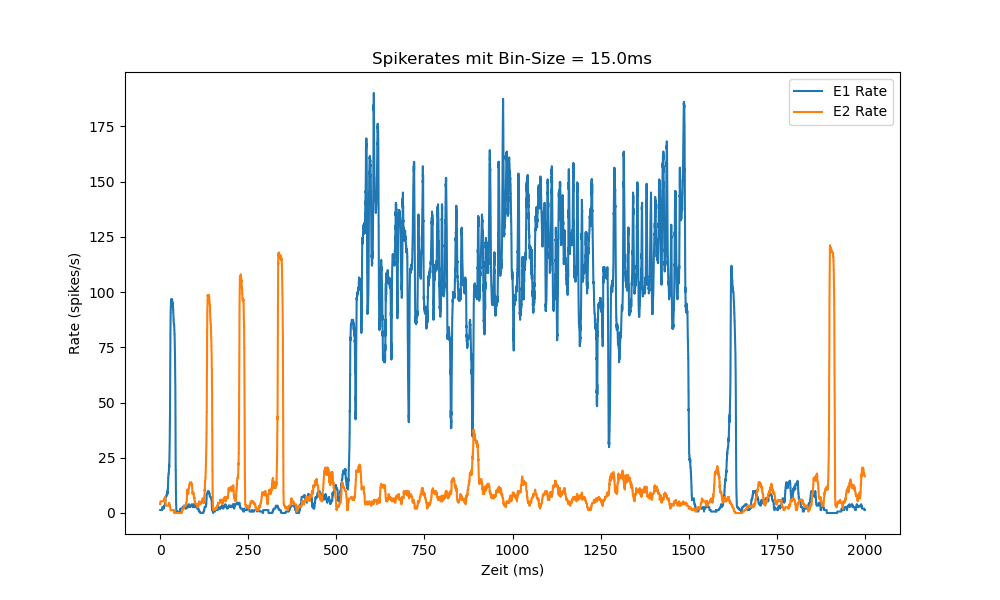 Spikerates mit Bin-Size = 15.0ms
E1 Rate
E2 Rate
Rate (spikes/s)
175
150
125
100
75
50
25
0
0 250 500 750 1000 1250 1500 1750 2000
Zeit (ms)